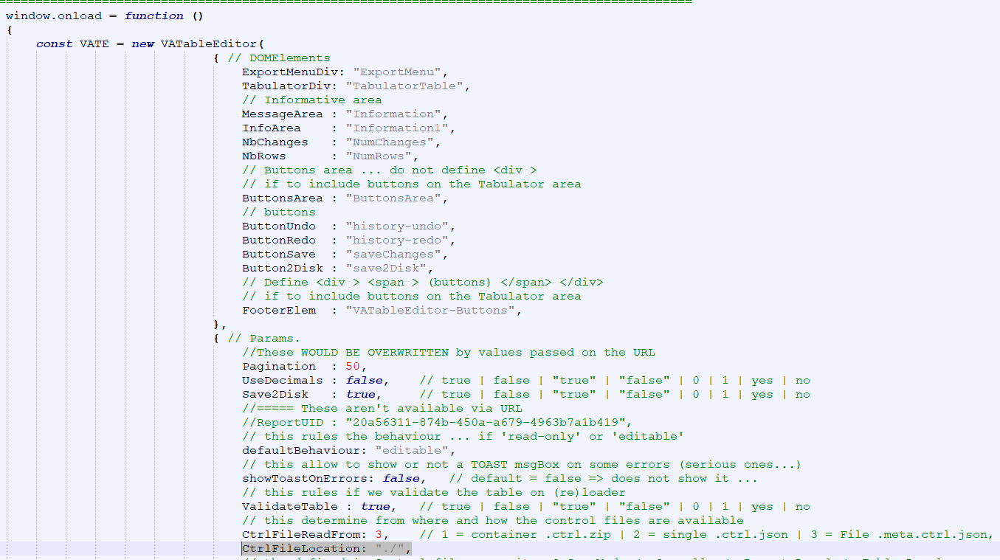 window.onload = function ()
{
const VATE = new VATableEditor(
{ // DOMElements
ExportMenuDiv: "ExportMenu",
TabulatorDiv: "TabulatorTable",
// Informative area
MessageArea : "Information",
InfoArea    : "Information1",
NbChanges   : "NumChanges",
NbRows      : "NumRows",
// Buttons area ... do not define <div >
// if to include buttons on the Tabulator area
ButtonsArea : "ButtonsArea",
// buttons
ButtonUndo  : "history-undo",
ButtonRedo  : "history-redo",
ButtonSave  : "saveChanges",
Button2Disk : "save2Disk",
// Define <div > <span > (buttons) </span> </div>
// if to include buttons on the Tabulator area
FooterElem  : "VATableEditor-Buttons",
},
{ // Params.
//These WOULD BE OVERWRITTEN by values passed on the URL
Pagination  : 50,
UseDecimals : false,    // true | false | "true" | "false" | 0 | 1 | yes | no
Save2Disk   : true,     // true | false | "true" | "false" | 0 | 1 | yes | no
//===== These aren't available via URL
//ReportUID : "20a56311-874b-450a-a679-4963b7a1b419",
// this rules the behaviour ... if 'read-only' or 'editable'
defaultBehaviour: "editable",
// this allow to show or not a TOAST msgBox on some errors (serious ones...)
showToastOnErrors: false,   // default = false => does not show it ...
// this rules if we validate the table on (re)loader
ValidateTable : true,   // true | false | "true" | "false" | 0 | 1 | yes | no
// this determine from where and how the control files are available
CtrlFileReadFrom: 3,    // 1 = container .ctrl.zip | 2 = single .ctrl.json | 3 = File .meta.ctrl.json,
CtrlFileLocation: "./",